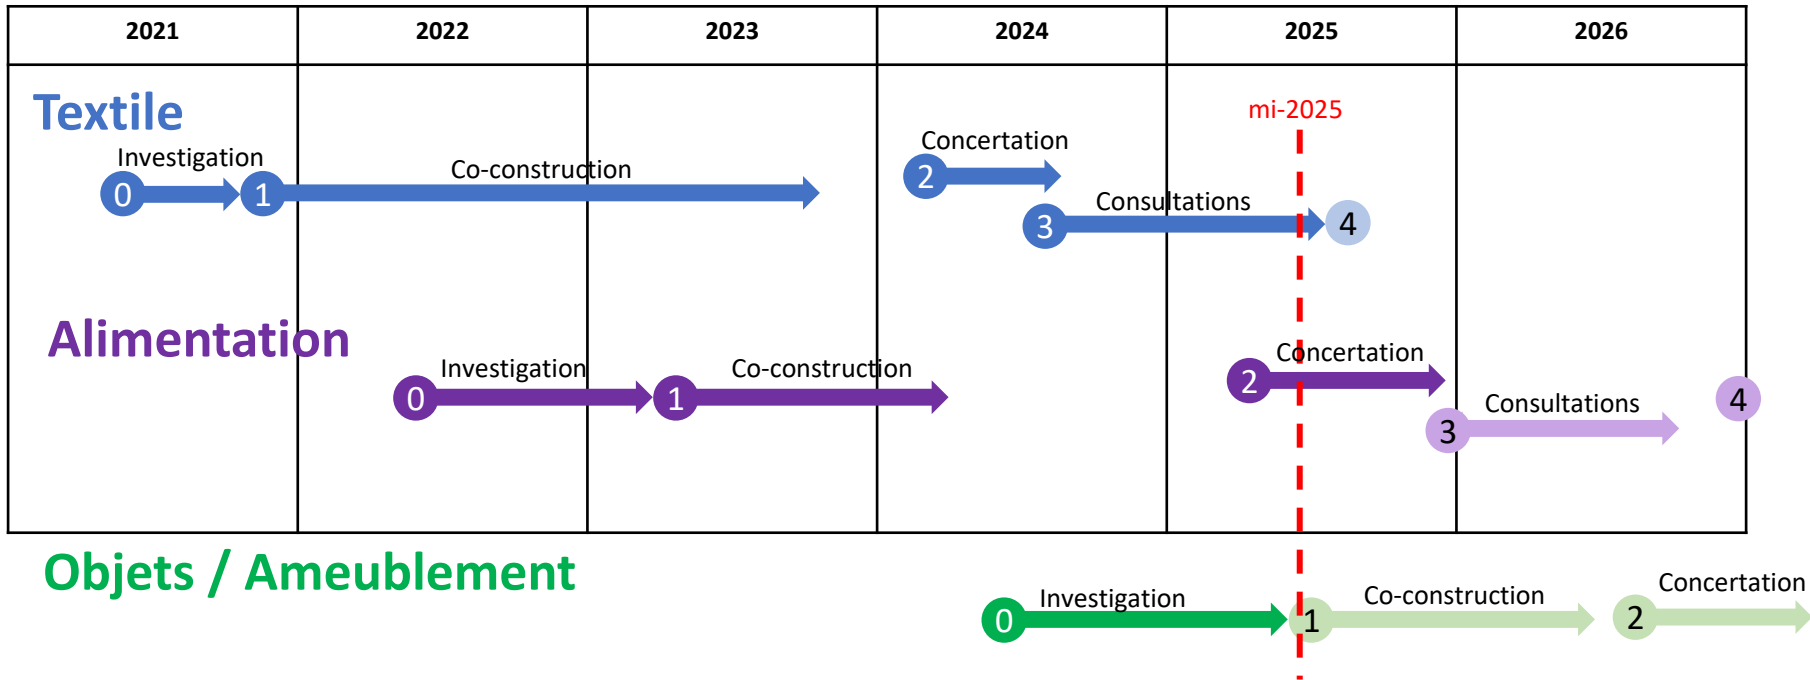 2021 2022 2023 2024 2025 2026
Textile
mi-2025
Investigation
Co-construction
Concertation
0
1
2
Consultations
3
4
Alimentation
Investigation
Co-construction
Concertation
0
1
2
Consultations
3
4
Objets / Ameublement
Investigation
Co-construction
Concertation
0
1
2